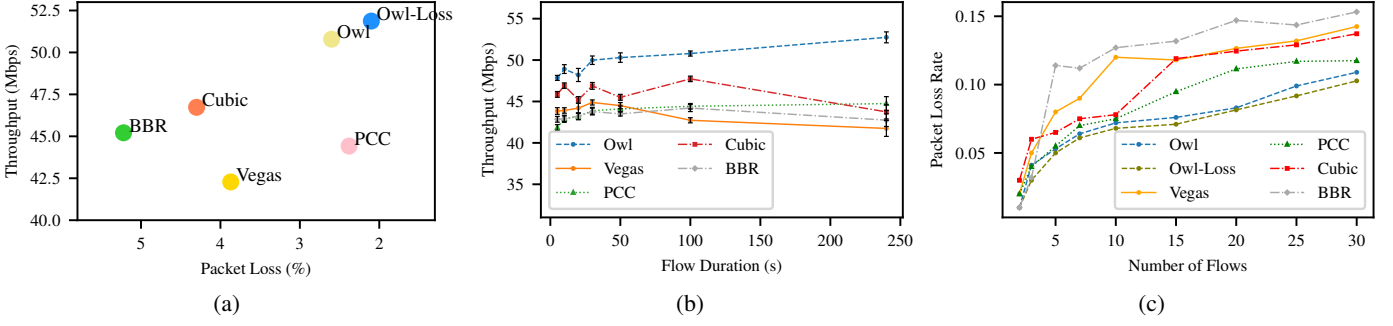 Throughput (Mbps)
52.5
50.0
47.5
45.0
42.5
40.0
Owl-Loss
Owl
Cubic
BBR
PCC
Vegas
5 4 3 2
Packet Loss (%)
(a)
Throughput (Mbps)
55
50
45
40
35
Owl
Vegas
PCC
Cubic
BBR
0 50 100 150 200 250
Flow Duration (s)
(b)
Packet Loss Rate
0.15
0.10
0.05
Owl
Owl-Loss
Vegas
PCC
Cubic
BBR
5 10 15 20 25 30
Number of Flows
(c)